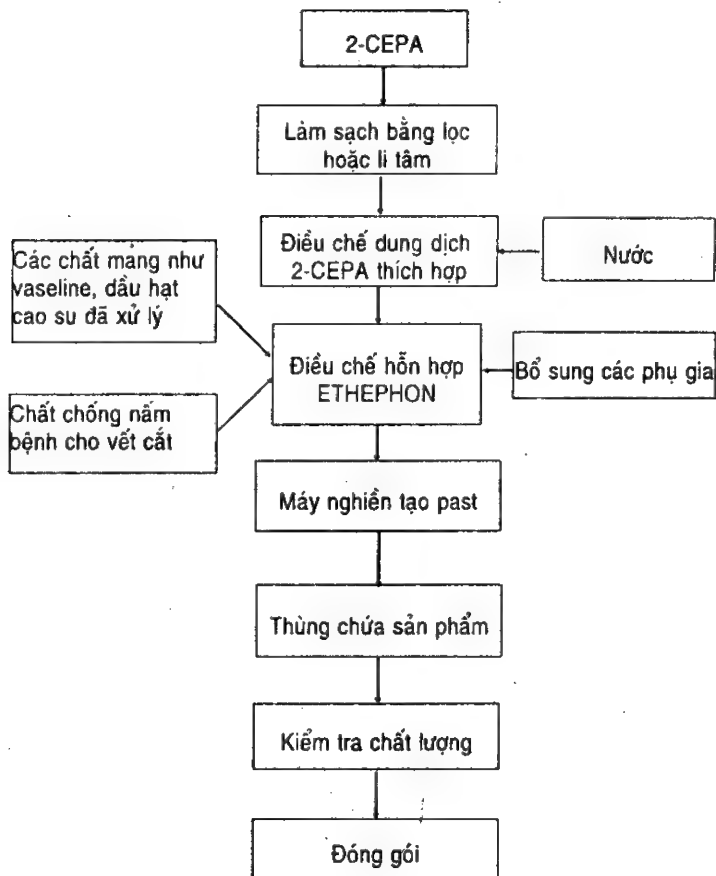 2-CEPA
Làm sạch bằng lọc
hoặc li tâm
Điều chế dung dịch
2-CEPA thích hợp
Nước
Các chất mang như
vaseline, dầu hạt
cao su đã xử lý
Điều chế hỗn hợp
ETHEPHON
Bổ sung các phụ gia
Chất chống nấm
bệnh cho vết cắt
Máy nghiền tạo past
Thùng chứa sản phẩm
Kiểm tra chất lượng
Đóng gói